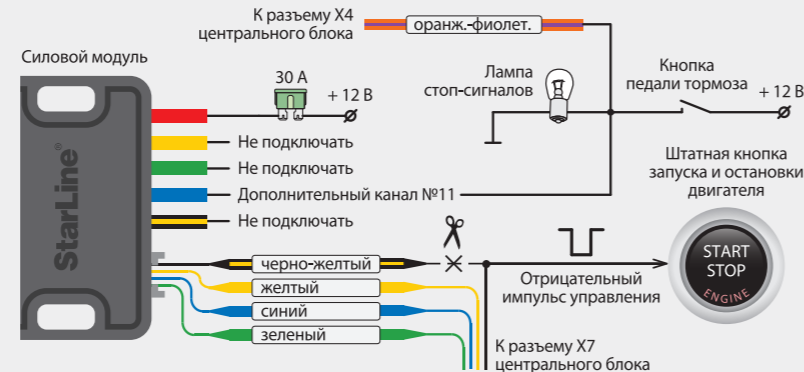 К разъему X4
центрального блока
оранж.-фиолет.
Силовой модуль
30 А
+ 12 В
Лампа
стоп-сигналов
Кнопка
педали тормоза
+ 12 В
Не подключать
Не подключать
Дополнительный канал №11
Не подключать
StarLine®
Штатная кнопка
запуска и остановки
двигателя
черно-желтый
желтый
синий
зеленый
Отрицательный
импульс управления
START
STOP
ENGINE
К разъему X7
центрального блока